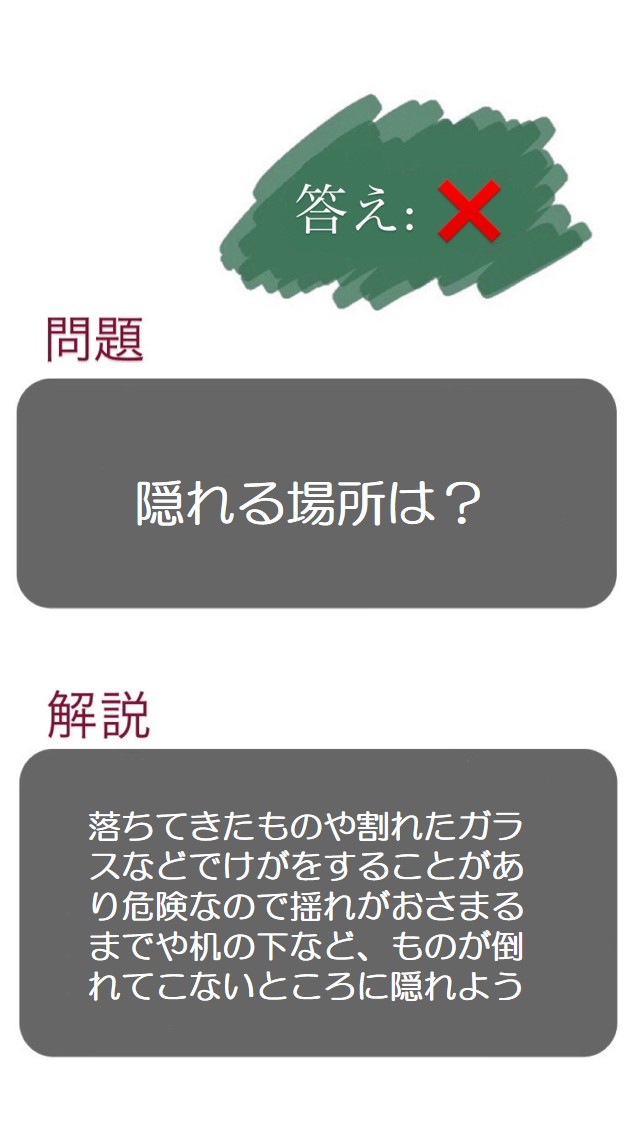 答え: ❌
問題
隠れる場所は？
解説
落ちてきたものや割れたガラ
スなどでけがをすることがあ
り危険なので揺れがおさまる
までや机の下など、ものが倒
れてこないところに隠れよう